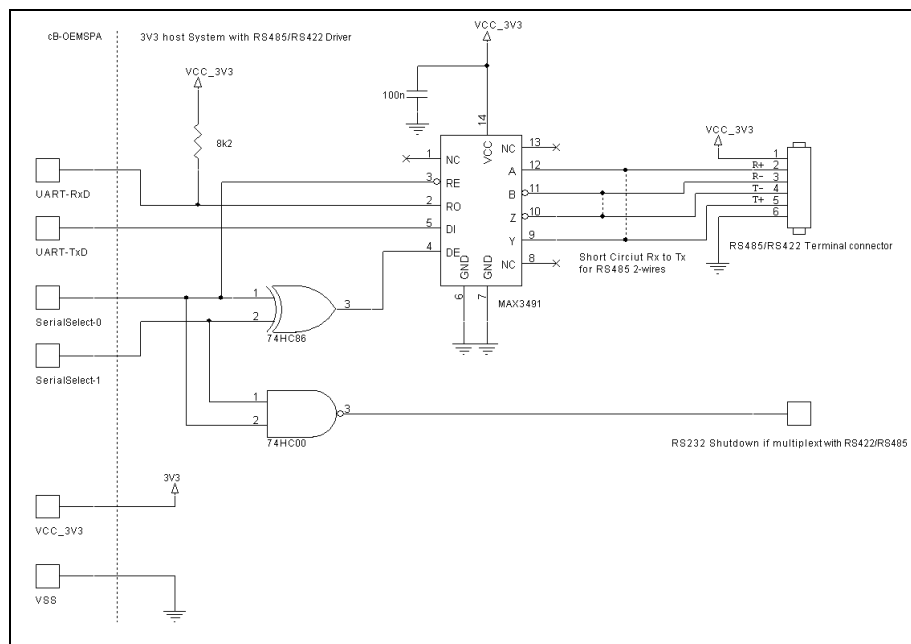 cB-OEMSPA
3V3 host System with RS485/RS422 Driver
VCC_3V3
VCC_3V3
100n
14
8k2
VCC
1
NC
NC
13
3
RE
A
12
UART-RxD
2
RO
B
11
5
DI
Z
10
UART-TxD
4
DE
Y
9
GND
GND
NC
8
6
7
MAX3491
VCC_3V3
1
R+
2
R-
3
T-
4
T+
5
6
RS485/RS422 Terminal connector
Short Circiut Rx to Tx
for RS485 2-wires
SerialSelect-0
1
2
3
74HC86
SerialSelect-1
1
2
3
74HC00
RS232 Shutdown if multiplext with RS422/RS485
3V3
VCC_3V3
VSS